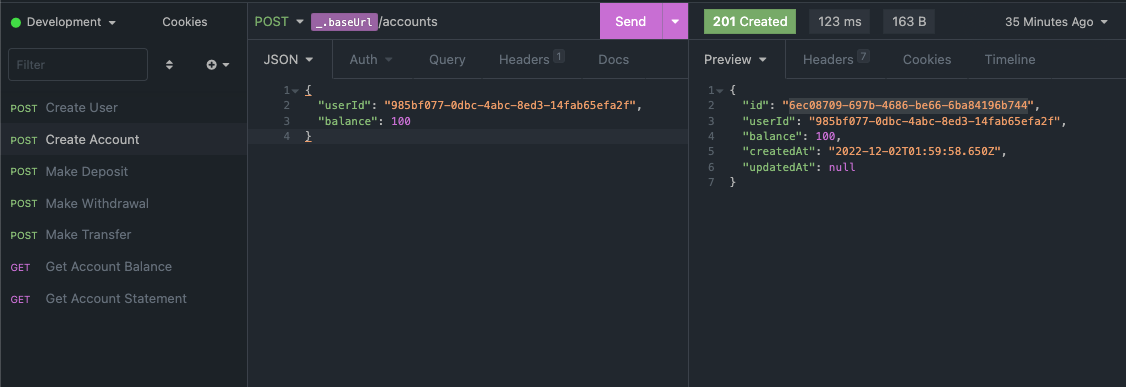 Development Cookies
Filter
POST Create User
POST Create Account
POST Make Deposit
POST Make Withdrawal
POST Make Transfer
GET Get Account Balance
GET Get Account Statement
POST _.baseUrl/accounts Send
JSON Auth Query Headers 1 Docs
1 {
2 "userId": "985bf077-0dbc-4abc-8ed3-14fab65efa2f",
3 "balance": 100
4 }
201 Created 123 ms 163 B 35 Minutes Ago
Preview Headers 7 Cookies Timeline
1 {
2 "id": "6ec08709-697b-4686-be66-6ba84196b744",
3 "userId": "985bf077-0dbc-4abc-8ed3-14fab65efa2f",
4 "balance": 100,
5 "createdAt": "2022-12-02T01:59:58.650Z",
6 "updatedAt": null
7 }